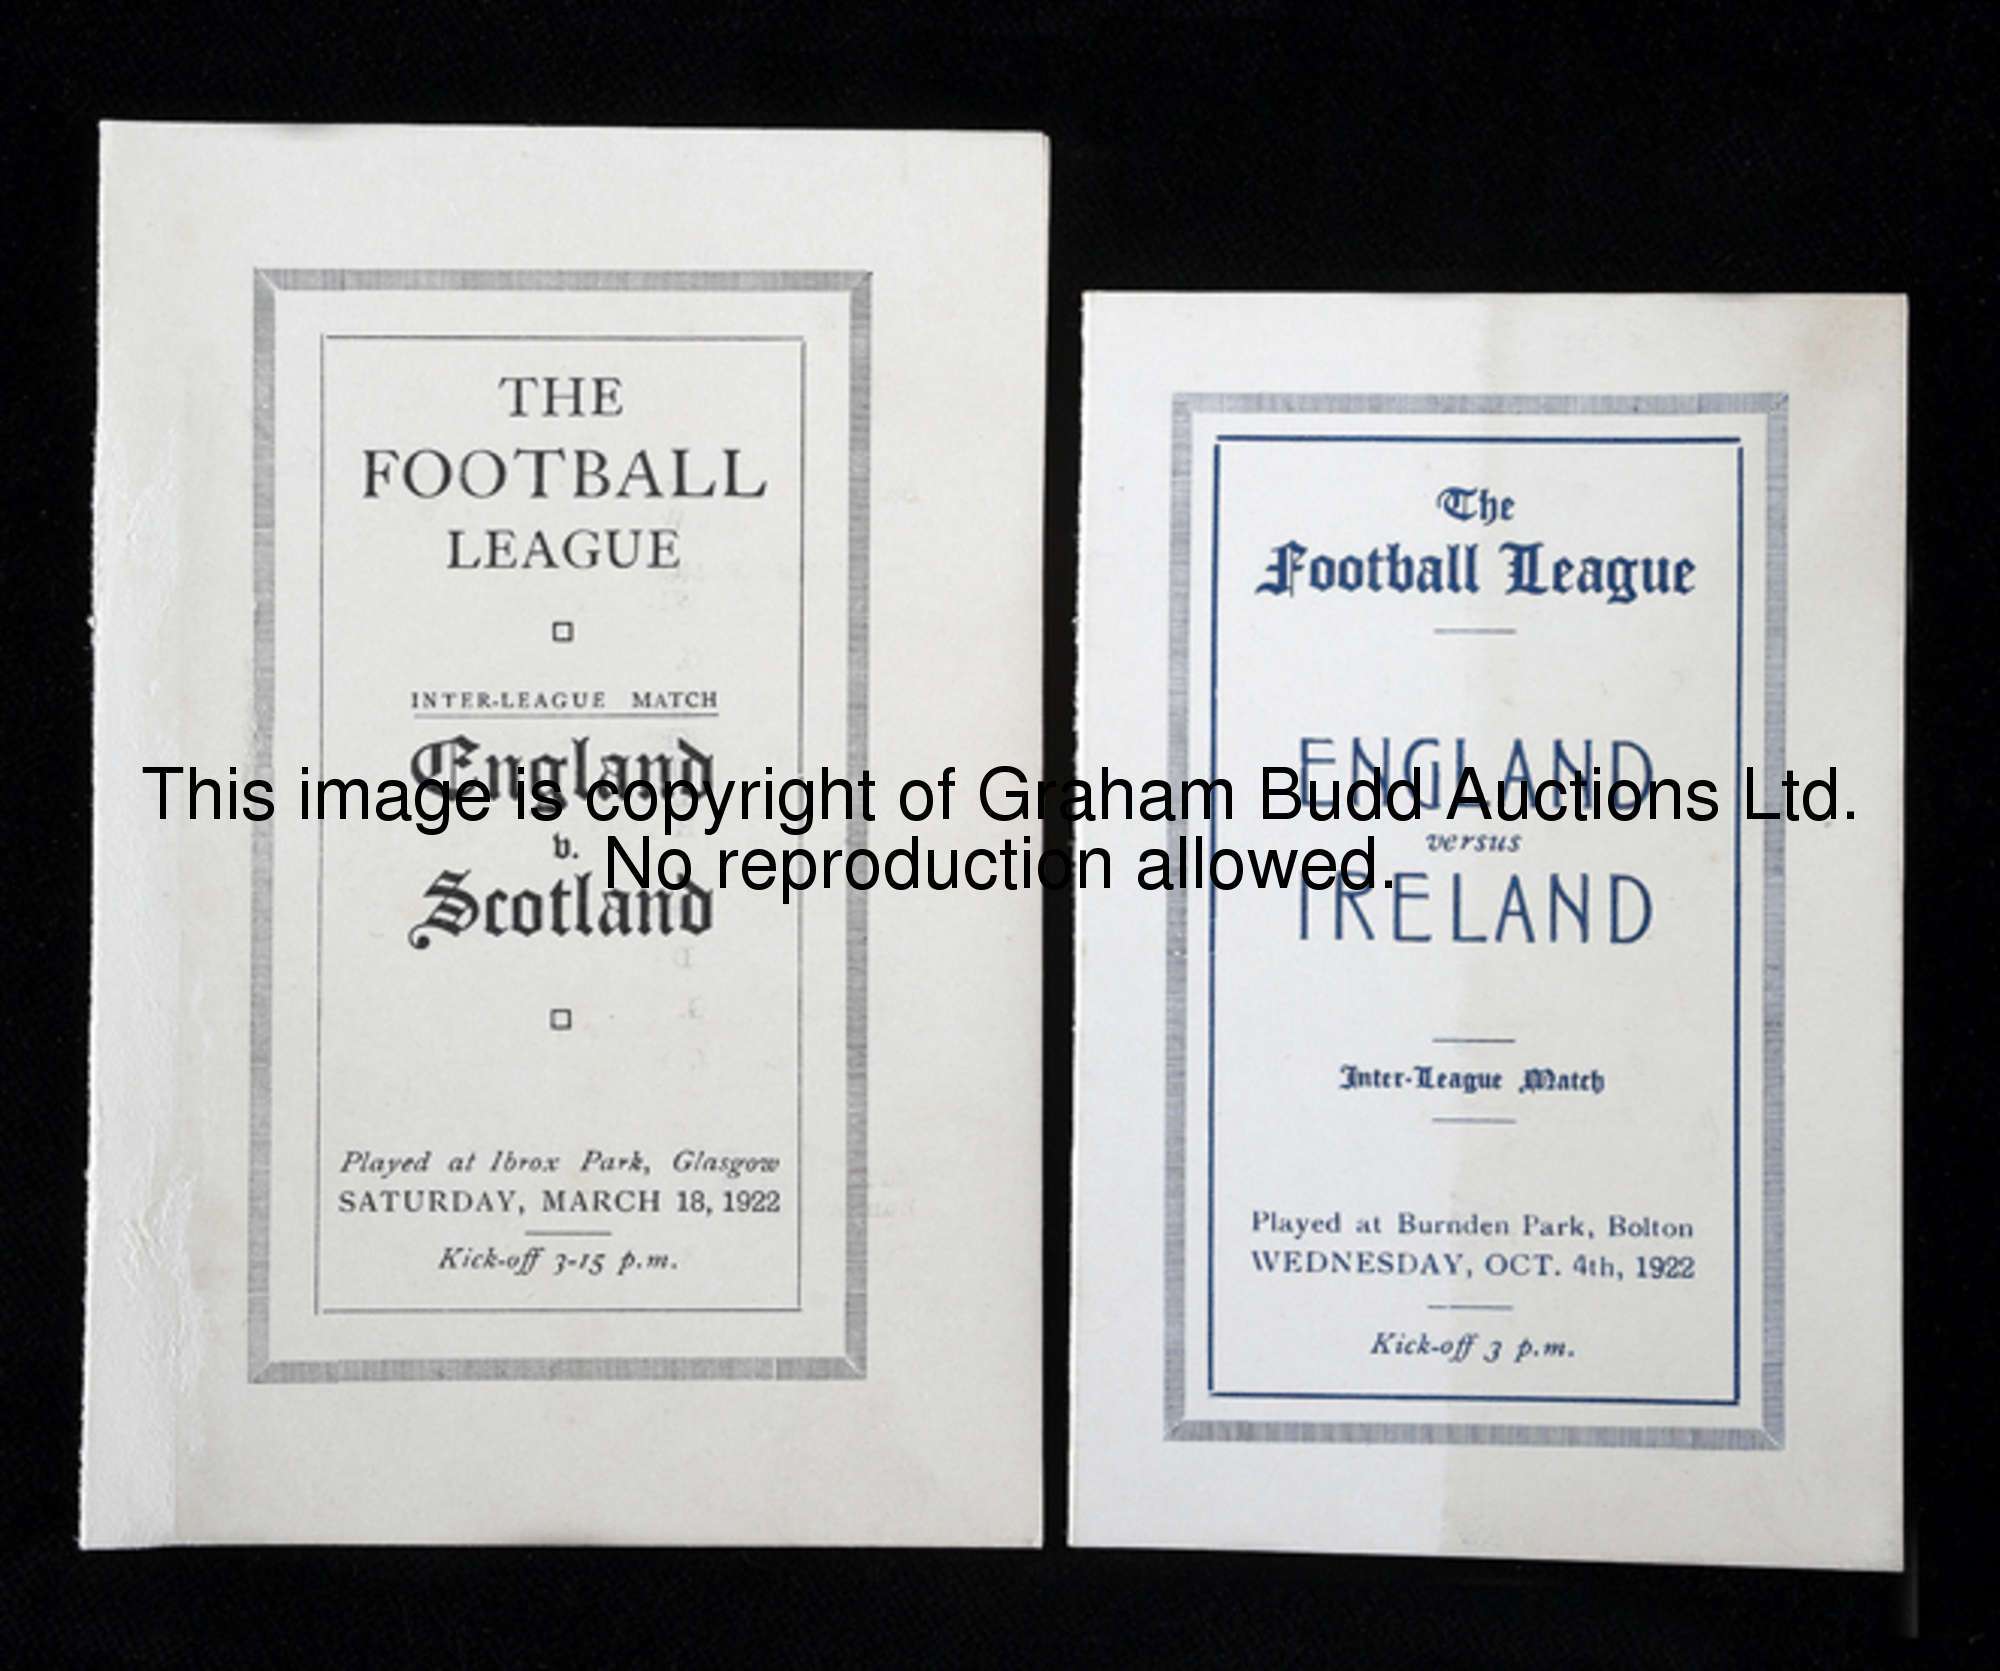 THE
FOOTBALL
LEAGUE
INTER-LEAGUE MATCH
England
v.
Scotland
Played at Ibrox Park, Glasgow
SATURDAY, MARCH 18, 1922
Kick-off 3-15 p.m.
The
Football League
ENGLAND
versus
IRELAND
Inter-League Match
Played at Burnden Park, Bolton
WEDNESDAY, OCT. 4th, 1922
Kick-off 3 p.m.
This image is copyright of Graham Budd Auctions Ltd.
No reproduction allowed.